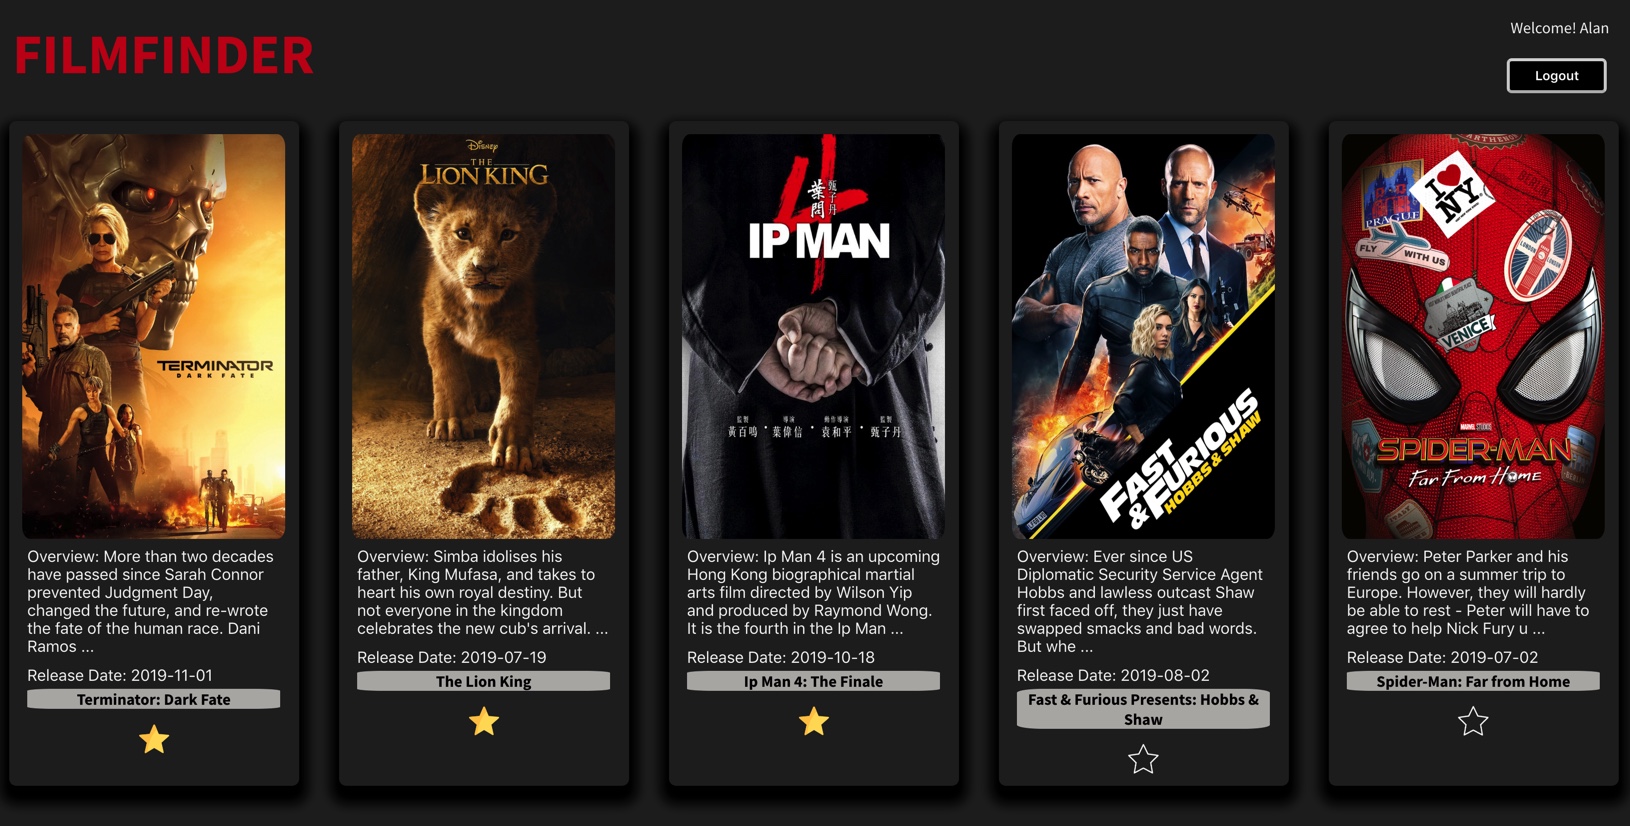 FILMFINDER
Welcome! Alan
Logout
TERMINATOR
DARK FATE
Overview: More than two decades
have passed since Sarah Connor
prevented Judgment Day,
changed the future, and re-wrote
the fate of the human race. Dani
Ramos ...
Release Date: 2019-11-01
Terminator: Dark Fate
Disney
THE
LION KING
Overview: Simba idolises his
father, King Mufasa, and takes to
heart his own royal destiny. But
not everyone in the kingdom
celebrates the new cub's arrival. ...
Release Date: 2019-07-19
The Lion King
4
葉問
甄子丹
IP MAN
監製
黃百鳴
導演
葉偉信
動作導演
袁和平
監製
甄子丹
Overview: Ip Man 4 is an upcoming
Hong Kong biographical martial
arts film directed by Wilson Yip
and produced by Raymond Wong.
It is the fourth in the Ip Man ...
Release Date: 2019-10-18
Ip Man 4: The Finale
FAST
& FURIOUS
HOBBS & SHAW
Overview: Ever since US
Diplomatic Security Service Agent
Hobbs and lawless outcast Shaw
first faced off, they just have
swapped smacks and bad words.
But whe ...
Release Date: 2019-08-02
Fast & Furious Presents: Hobbs &
Shaw
PRAGUE
I
NY
FLY
WITH US
LONDON
LONDON
VENICE
MARVEL STUDIOS
SPIDER-MAN
Far From Home
ITALY
Overview: Peter Parker and his
friends go on a summer trip to
Europe. However, they will hardly
be able to rest - Peter will have to
agree to help Nick Fury u ...
Release Date: 2019-07-02
Spider-Man: Far from Home